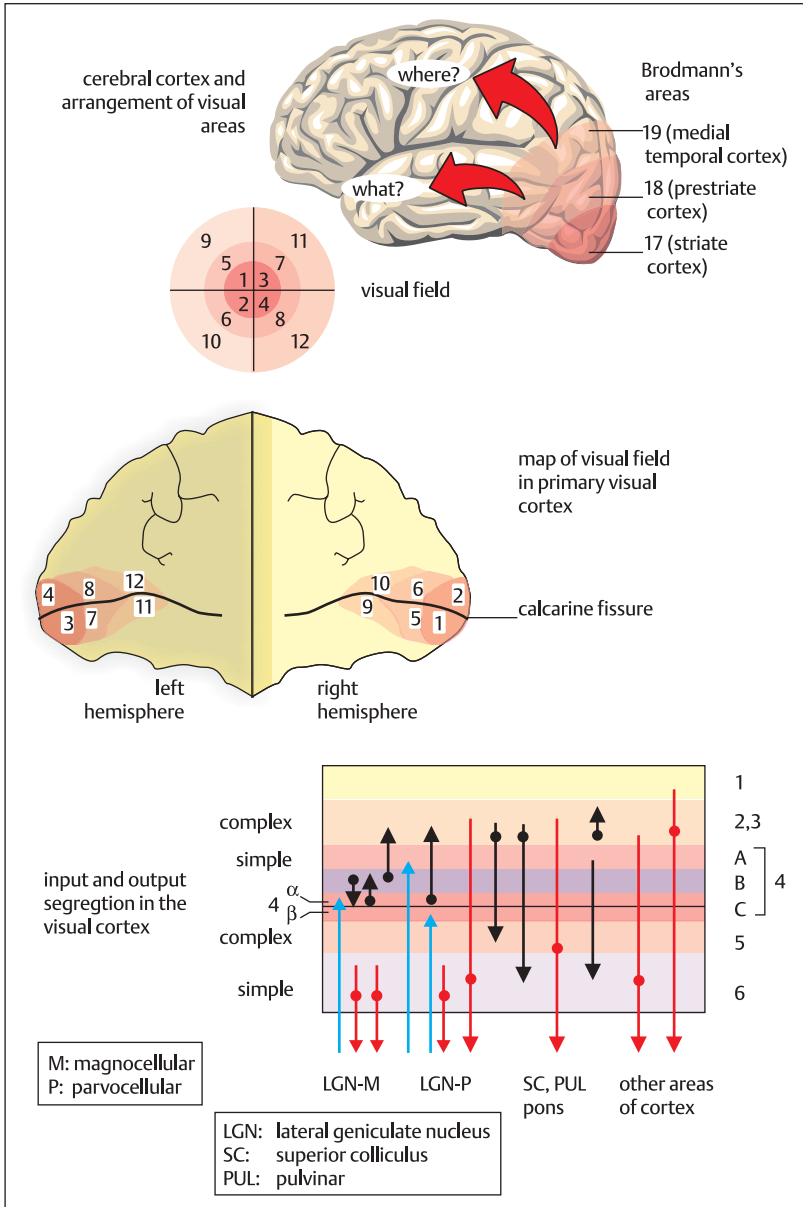 cerebral cortex and
arrangement of visual
areas
where?
what?
Brodmann's
areas
19 (medial
temporal cortex)
18 (prestriate
cortex)
17 (striate
cortex)
9
11
5
7
1
3
2
4
6
8
10
12
visual field
map of visual field
in primary visual
cortex
4
8
12
3
7
11
10
6
2
9
5
1
calcarine fissure
left
hemisphere
right
hemisphere
input and output
segregtion in the
visual cortex
complex
simple
4
α
β
complex
simple
1
2,3
A
B
C
4
5
6
LGN-M
LGN-P
SC, PUL
pons
other areas
of cortex
M: magnocellular
P: parvocellular
LGN: lateral geniculate nucleus
SC: superior colliculus
PUL: pulvinar